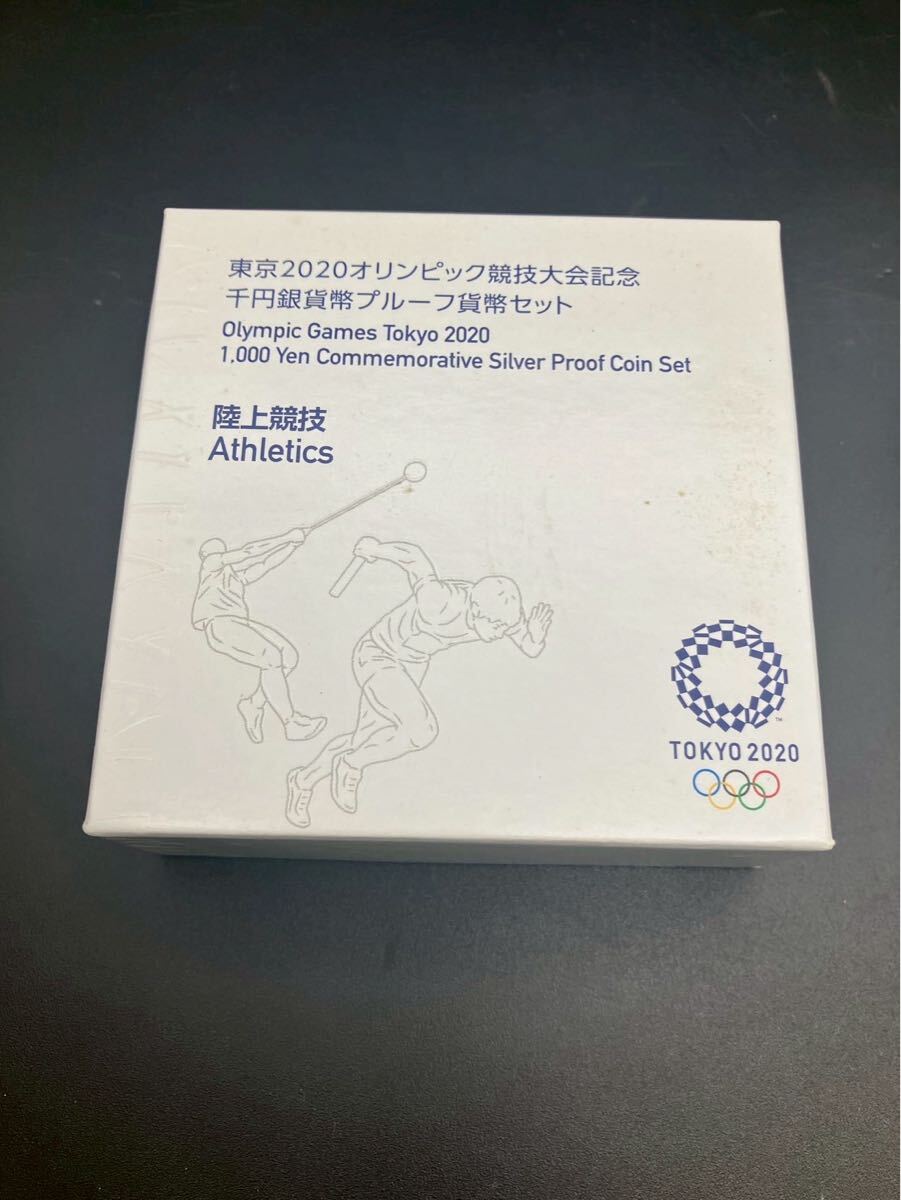 東京2020オリンピック競技大会記念
千円銀貨幣プルーフ貨幣セット
Olympic Games Tokyo 2020
1,000 Yen Commemorative Silver Proof Coin Set
陸上競技
Athletics
TM
TOKYO 2020